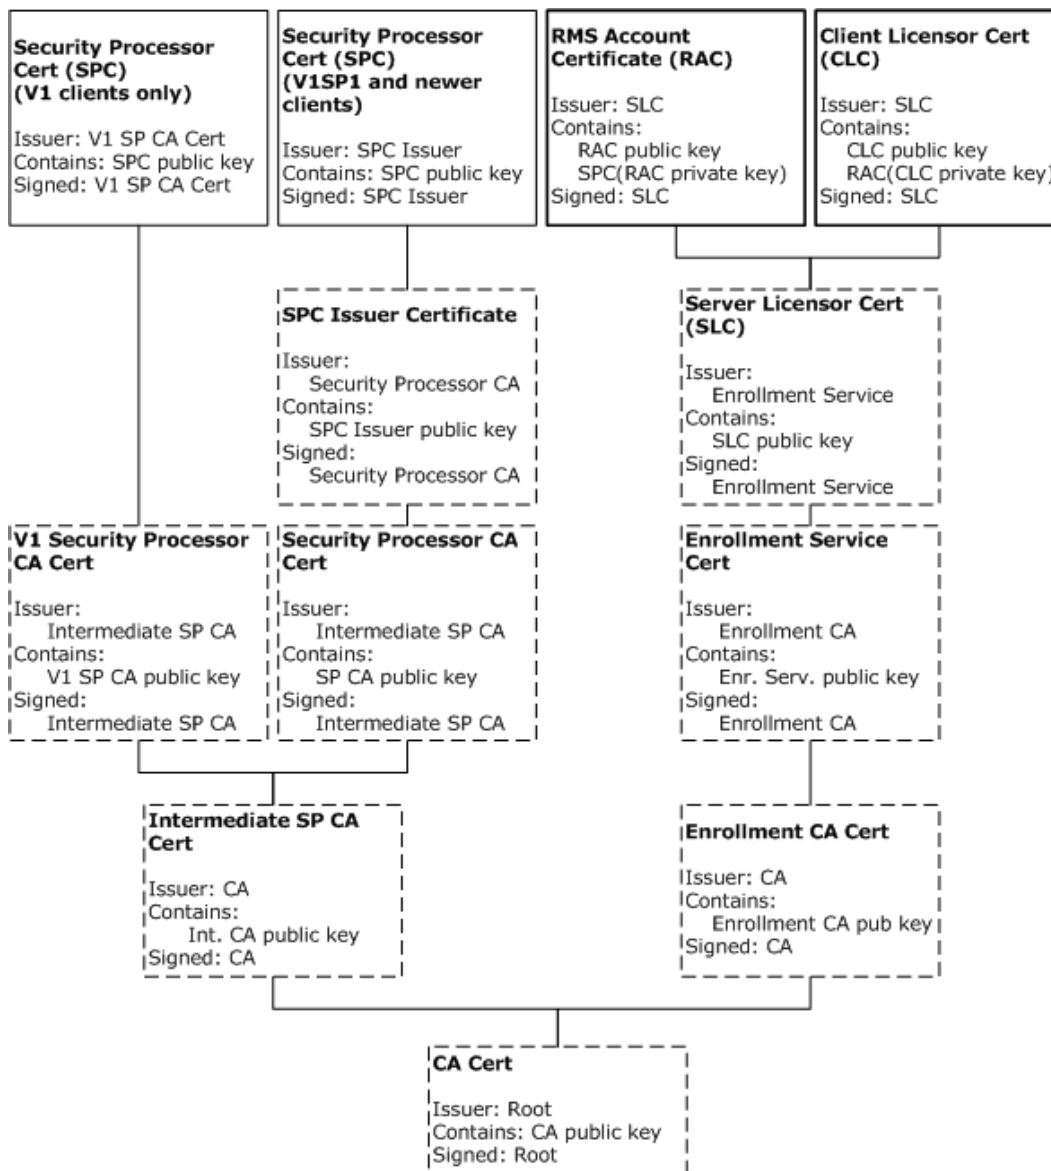 Security Processor
Cert (SPC)
(V1 clients only)
Issuer: V1 SP CA Cert
Contains: SPC public key
Signed: V1 SP CA Cert
Security Processor
Cert (SPC)
(V1SP1 and newer
clients)
Issuer: SPC Issuer
Contains: SPC public key
Signed: SPC Issuer
RMS Account
Certificate (RAC)
Issuer: SLC
Contains:
RAC public key
SPC(RAC private key)
Signed: SLC
Client Licensor Cert
(CLC)
Issuer: SLC
Contains:
CLC public key
RAC(CLC private key)
Signed: SLC
SPC Issuer Certificate
Issuer:
Security Processor CA
Contains:
SPC Issuer public key
Signed:
Security Processor CA
Server Licensor Cert
(SLC)
Issuer:
Enrollment Service
Contains:
SLC public key
Signed:
Enrollment Service
V1 Security Processor
CA Cert
Issuer:
Intermediate SP CA
Contains:
V1 SP CA public key
Signed:
Intermediate SP CA
Security Processor CA
Cert
Issuer:
Intermediate SP CA
Contains:
SP CA public key
Signed:
Intermediate SP CA
Enrollment Service
Cert
Issuer:
Enrollment CA
Contains:
Enr. Serv. public key
Signed:
Enrollment CA
Intermediate SP CA
Cert
Issuer: CA
Contains:
Int. CA public key
Signed: CA
Enrollment CA Cert
Issuer: CA
Contains:
Enrollment CA pub key
Signed: CA
CA Cert
Issuer: Root
Contains: CA public key
Signed: Root